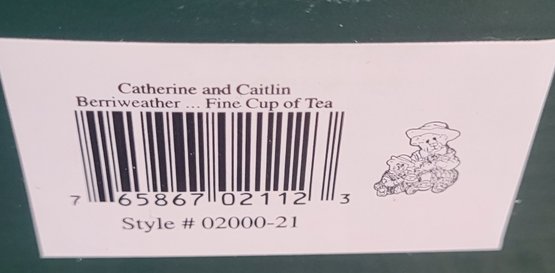 Catherine and Caitlin
Berriweather ... Fine Cup of Tea
7 65867 02112 3
Style # 02000-21